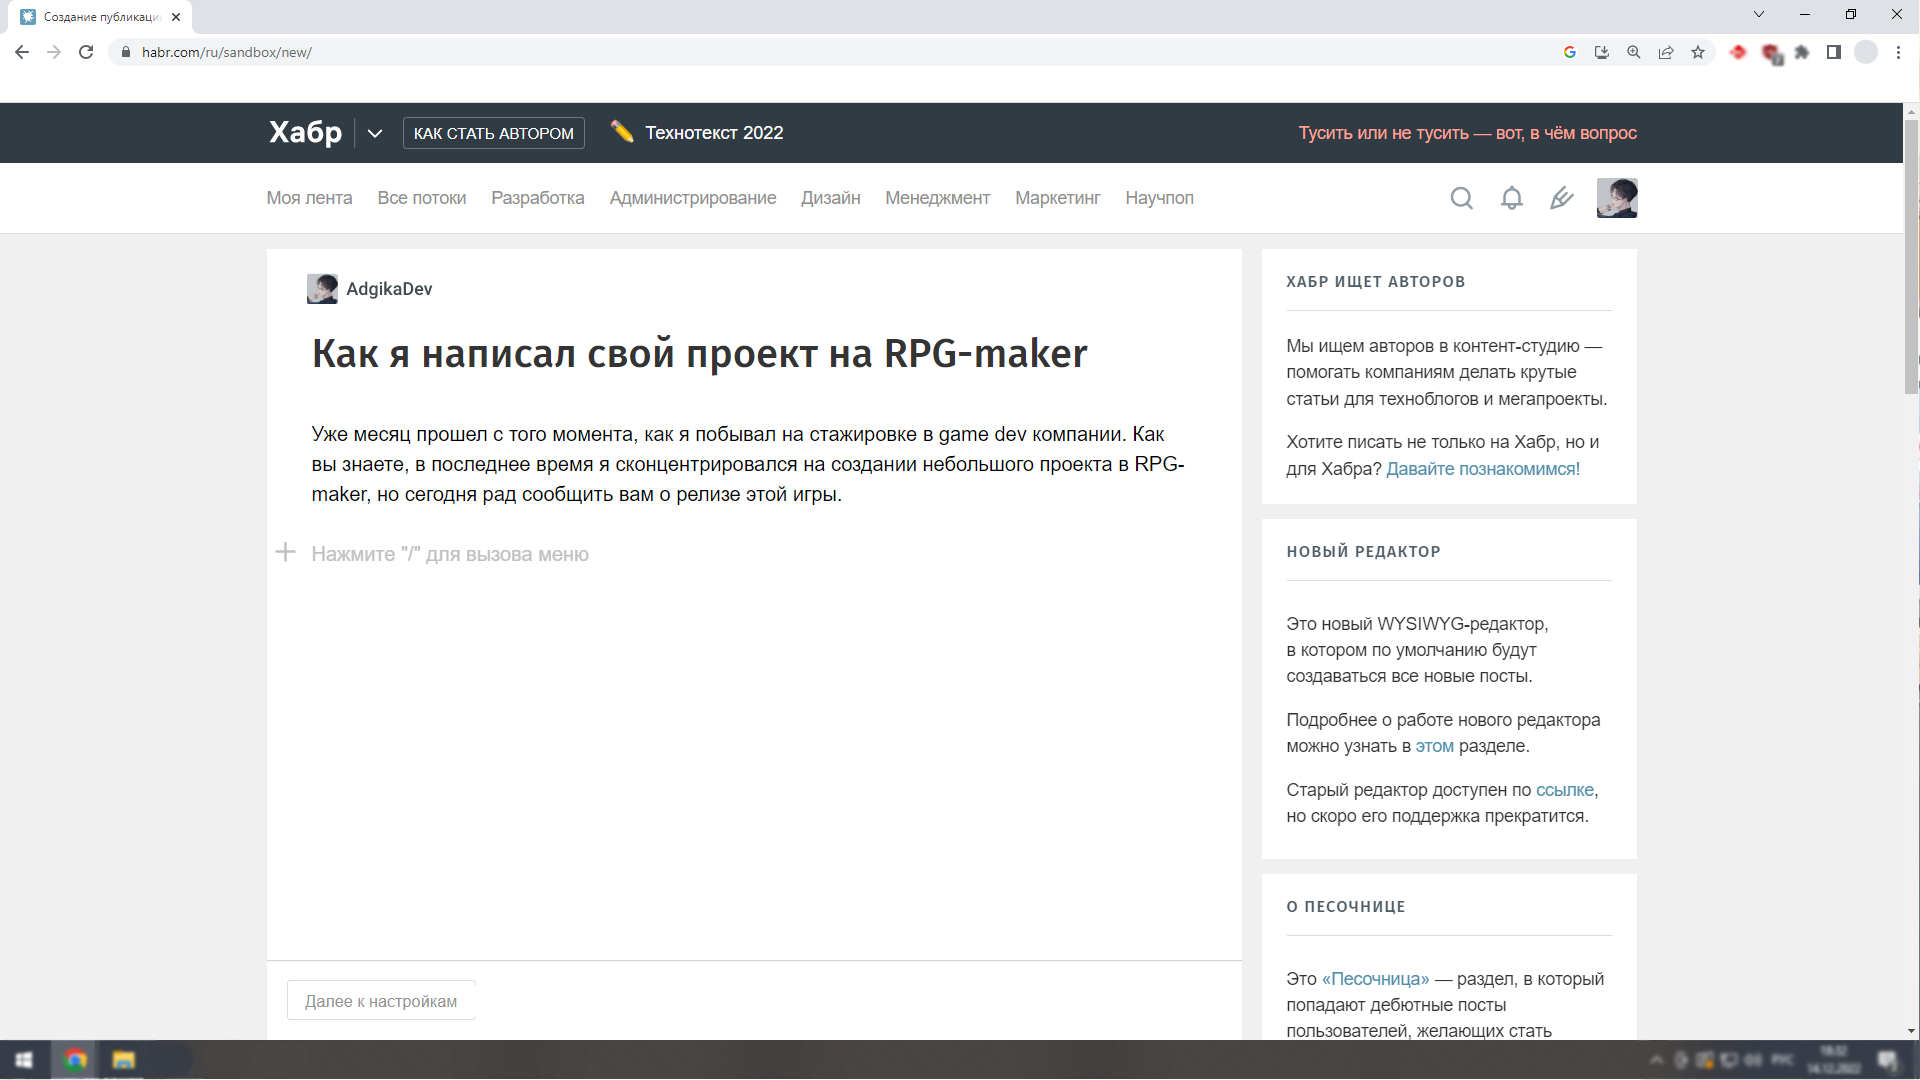 Создание публикаци
habr.com/ru/sandbox/new/
Хабр
КАК СТАТЬ АВТОРОМ
Технотекст 2022
Тусить или не тусить — вот, в чём вопрос
Моя лента Все потоки Разработка Администрирование Дизайн Менеджмент Маркетинг Научпоп
AdgikaDev
Как я написал свой проект на RPG-maker
Уже месяц прошел с того момента, как я побывал на стажировке в game dev компании. Как
вы знаете, в последнее время я сконцентрировался на создании небольшого проекта в RPG-
maker, но сегодня рад сообщить вам о релизе этой игры.
Нажмите "/" для вызова меню
Далее к настройкам
ХАБР ИЩЕТ АВТОРОВ
Мы ищем авторов в контент-студию —
помогать компаниям делать крутые
статьи для техноблогов и мегапроекты.
Хотите писать не только на Хабр, но и
для Хабра? Давайте познакомимся!
НОВЫЙ РЕДАКТОР
Это новый WYSIWYG-редактор,
в котором по умолчанию будут
создаваться все новые посты.
Подробнее о работе нового редактора
можно узнать в этом разделе.
Старый редактор доступен по ссылке,
но скоро его поддержка прекратится.
О ПЕСОЧНИЦЕ
Это «Песочница» — раздел, в который
попадают дебютные посты
пользователей, желающих стать
РУС
14.12.2022